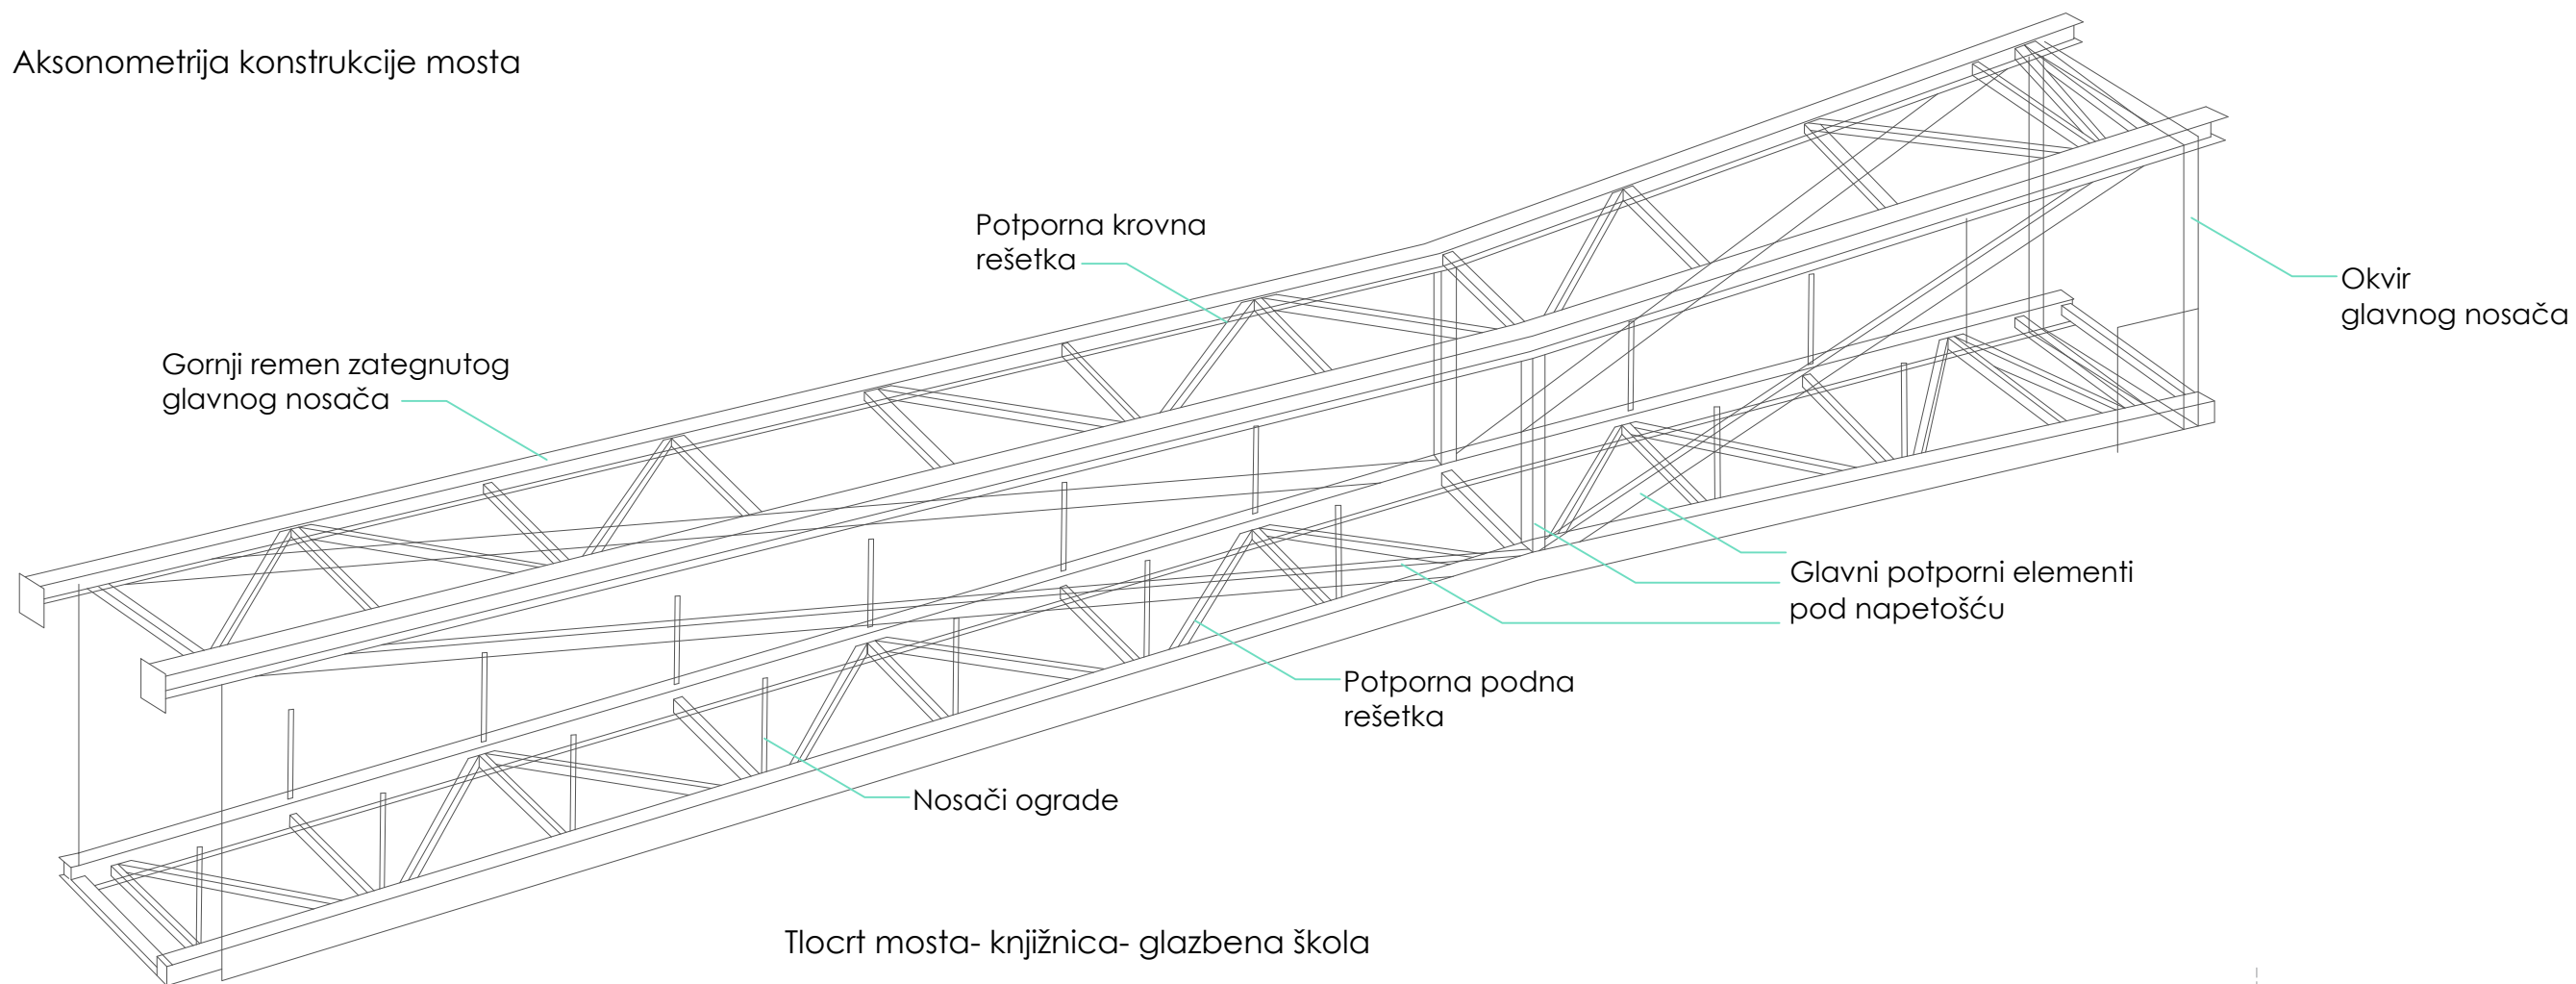 Aksonometrija konstrukcije mosta
Potporna krovna
rešetka
Okvir
glavnog nosača
Gornji remen zategnutog
glavnog nosača
Glavni potporni elementi
pod napetošću
Potporna podna
rešetka
Nosači ograde
Tlocrt mosta- knjižnica- glazbena škola